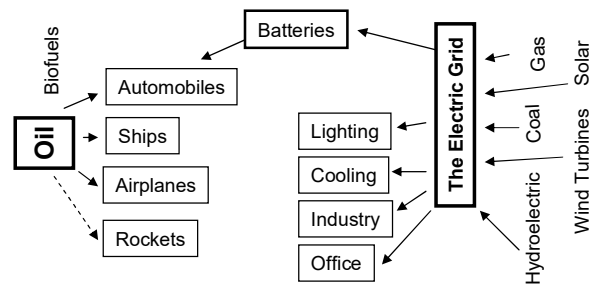 Biofuels
Oil
Automobiles
Ships
Airplanes
Rockets
Batteries
Lighting
Cooling
Industry
Office
The Electric Grid
Gas
Solar
Coal
Wind Turbines
Hydroelectric